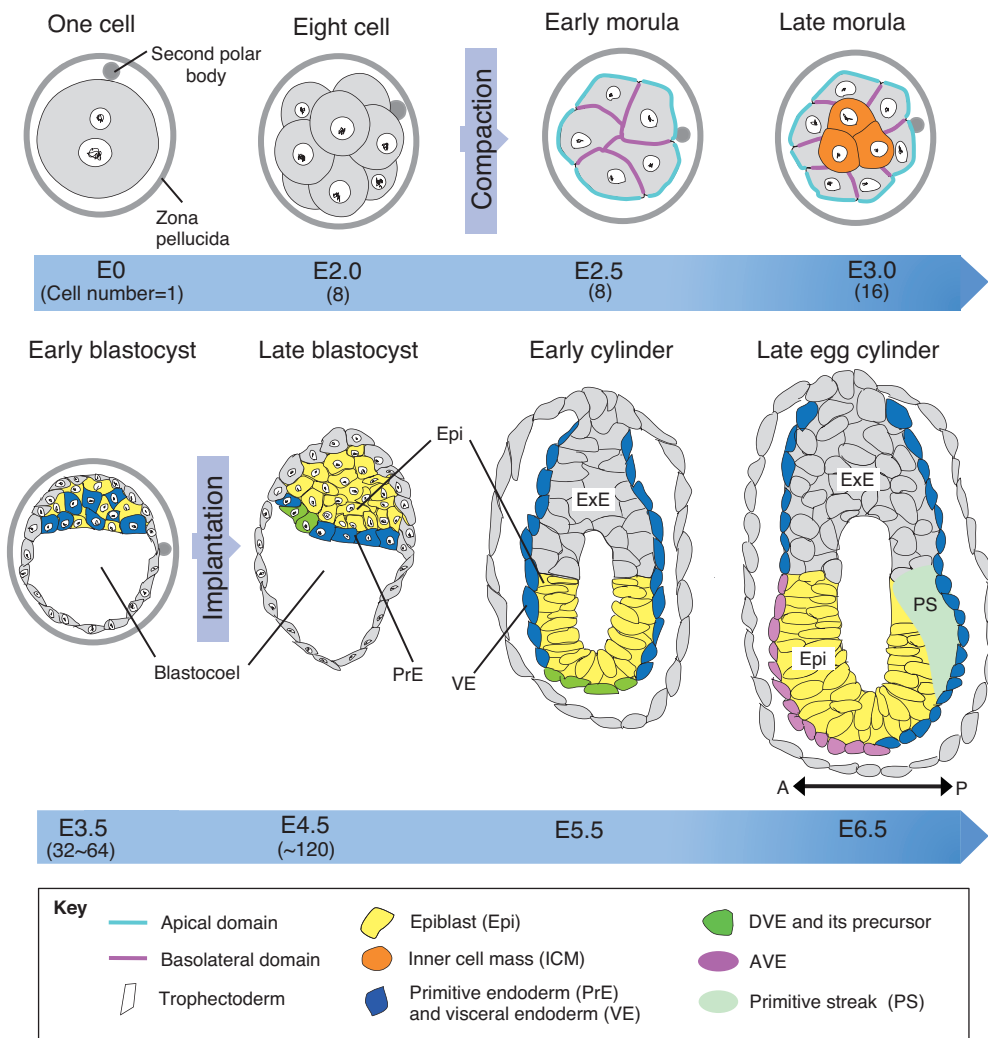 One cell
Eight cell
Early morula
Late morula
Second polar
body
Compaction
Zona
pellucida
E0
(Cell number=1)
E2.0
(8)
E2.5
(8)
E3.0
(16)
Early blastocyst
Late blastocyst
Early cylinder
Late egg cylinder
Epi
ExE
ExE
Implantation
PS
Epi
Blastocoel
PrE
VE
A
P
E3.5
(32~64)
E4.5
(~120)
E5.5
E6.5
Key
Apical domain
Basolateral domain
Trophectoderm
Epiblast (Epi)
Inner cell mass (ICM)
Primitive endoderm (PrE)
and visceral endoderm (VE)
DVE and its precursor
AVE
Primitive streak (PS)